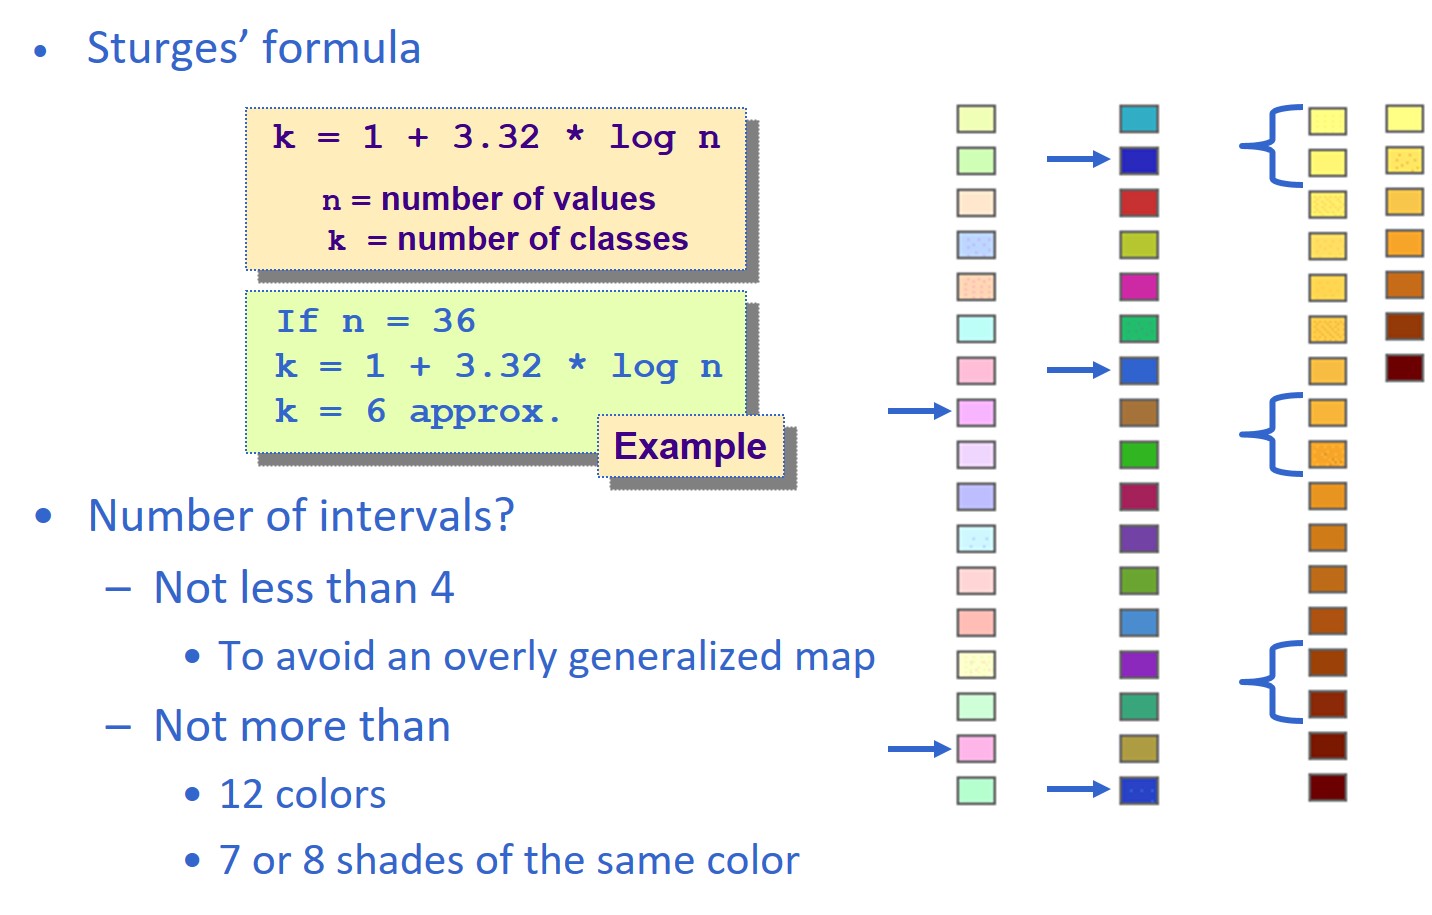 • Sturges’ formula
k = 1 + 3.32 * log n
n = number of values
k = number of classes
If n = 36
k = 1 + 3.32 * log n
k = 6 approx.
Example
• Number of intervals?
– Not less than 4
• To avoid an overly generalized map
– Not more than
• 12 colors
• 7 or 8 shades of the same color